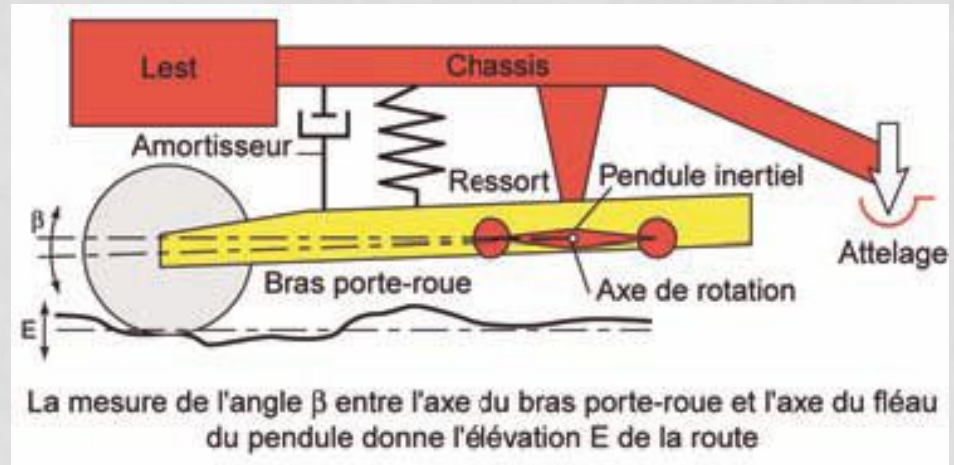 Lest
Chassis
Amortisseur
Ressort
Pendule inertiel
β
Attelage
Bras porte-roue
Axe de rotation
E
La mesure de l'angle β entre l'axe du bras porte-roue et l'axe du fléau
du pendule donne l'élévation E de la route